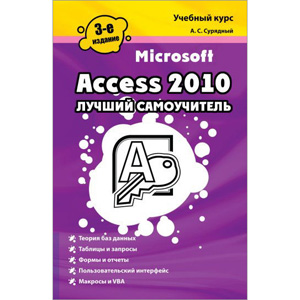 3-е
издание
Учебный курс
А. С. Сурядный
Microsoft
Access 2010
ЛУЧШИЙ САМОУЧИТЕЛЬ
A
Теория баз данных
Таблицы и запросы
Формы и отчеты
Пользовательский интерфейс
Макросы и VBA